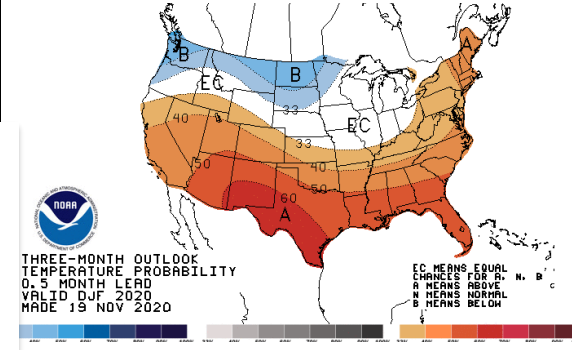 A
B
B
EC
33
EC
40
33
50
40
50
60
A
NOAA
THREE-MONTH OUTLOOK
TEMPERATURE PROBABILITY
0.5 MONTH LEAD
VALID DJF 2020
MADE 19 NOV 2020
EC MEANS EQUAL
CHANCES FOR A, N, B
A MEANS ABOVE
N MEANS NORMAL
B MEANS BELOW